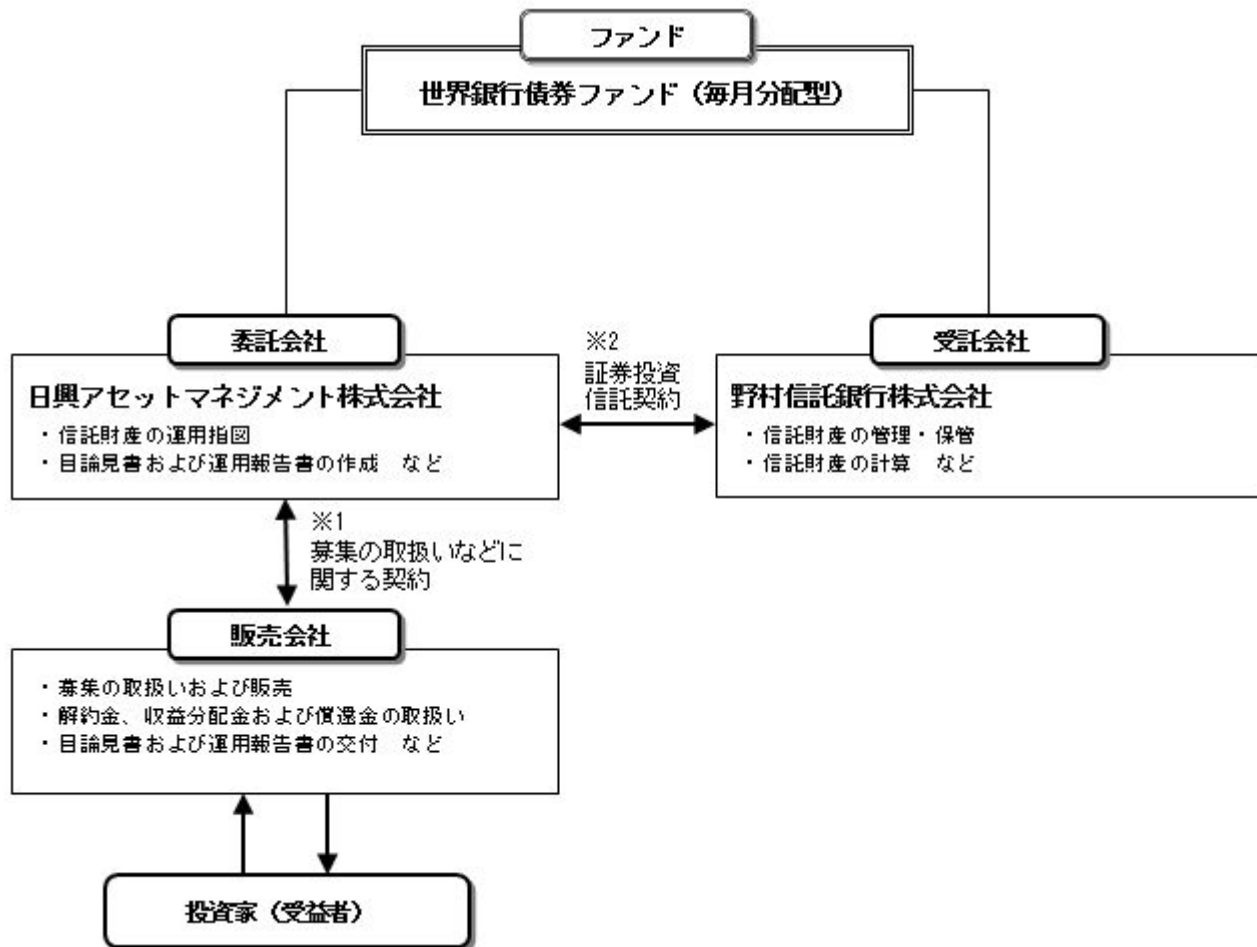 ファンド
世界銀行債券ファンド（毎月分配型）
委託会社
日興アセットマネジメント株式会社
・信託財産の運用指図
・目論見書および運用報告書の作成　など
※2
証券投資
信託契約
受託会社
野村信託銀行株式会社
・信託財産の管理・保管
・信託財産の計算　など
※1
募集の取扱いなどに
関する契約
販売会社
・募集の取扱いおよび販売
・解約金、収益分配金および償還金の取扱い
・目論見書および運用報告書の交付　など
投資家（受益者）